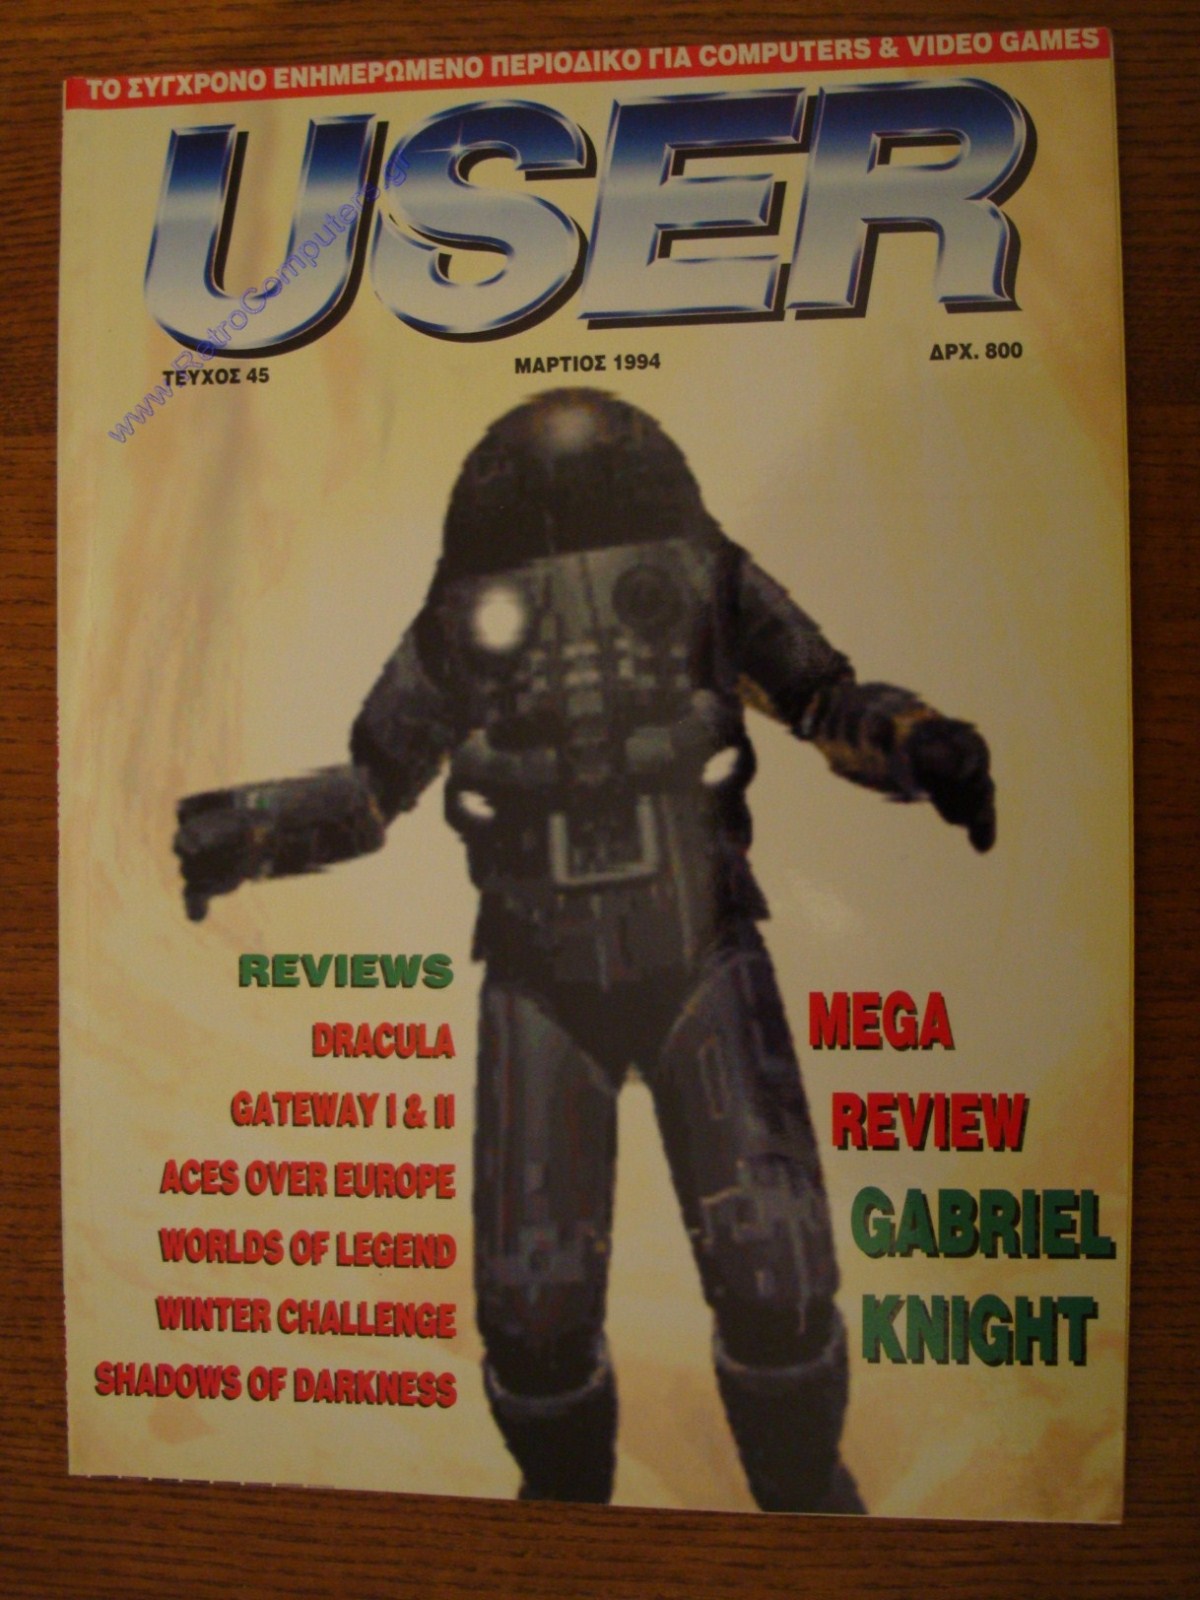 ΤΟ ΣΥΓΧΡΟΝΟ ΕΝΗΜΕΡΩΜΕΝΟ ΠΕΡΙΟΔΙΚΟ ΓΙΑ COMPUTERS & VIDEO GAMES
USER
www.RetroComputers.gr
ΤΕΥΧΟΣ 45
ΜΑΡΤΙΟΣ 1994
ΔΡΧ. 800
REVIEWS
DRACULA
GATEWAY I & II
ACES OVER EUROPE
WORLDS OF LEGEND
WINTER CHALLENGE
SHADOWS OF DARKNESS
MEGA
REVIEW
GABRIEL
KNIGHT